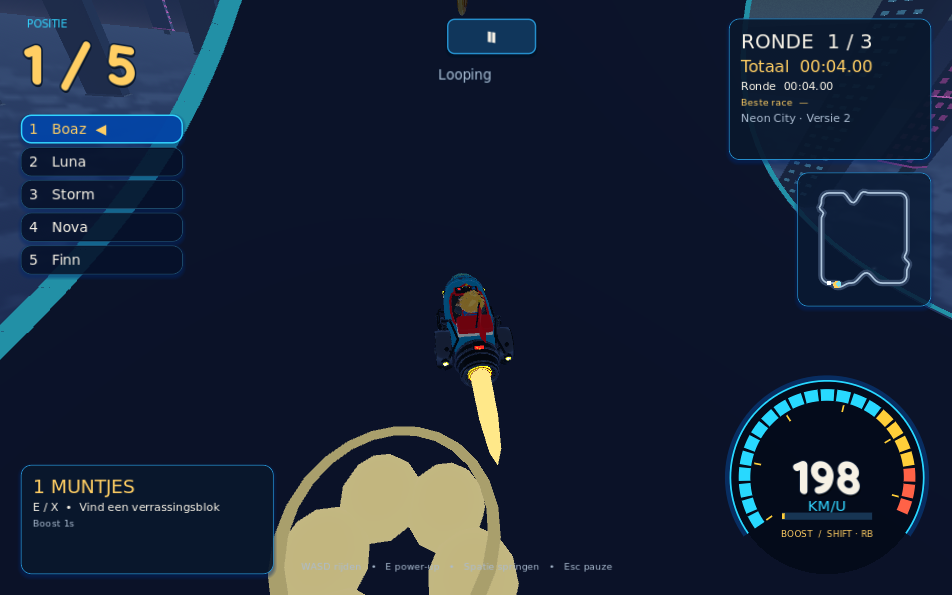 POSITIE
1 / 5
1 Boaz ◀
2 Luna
3 Storm
4 Nova
5 Finn
Looping
RONDE 1 / 3
Totaal 00:04.00
Ronde 00:04.00
Beste race —
Neon City · Versie 2
1 MUNTJES
E / X • Vind een verrassingsblok
Boost 1s
198
KM/U
BOOST / SHIFT · RB
• E power- • ngen • Esc pauze